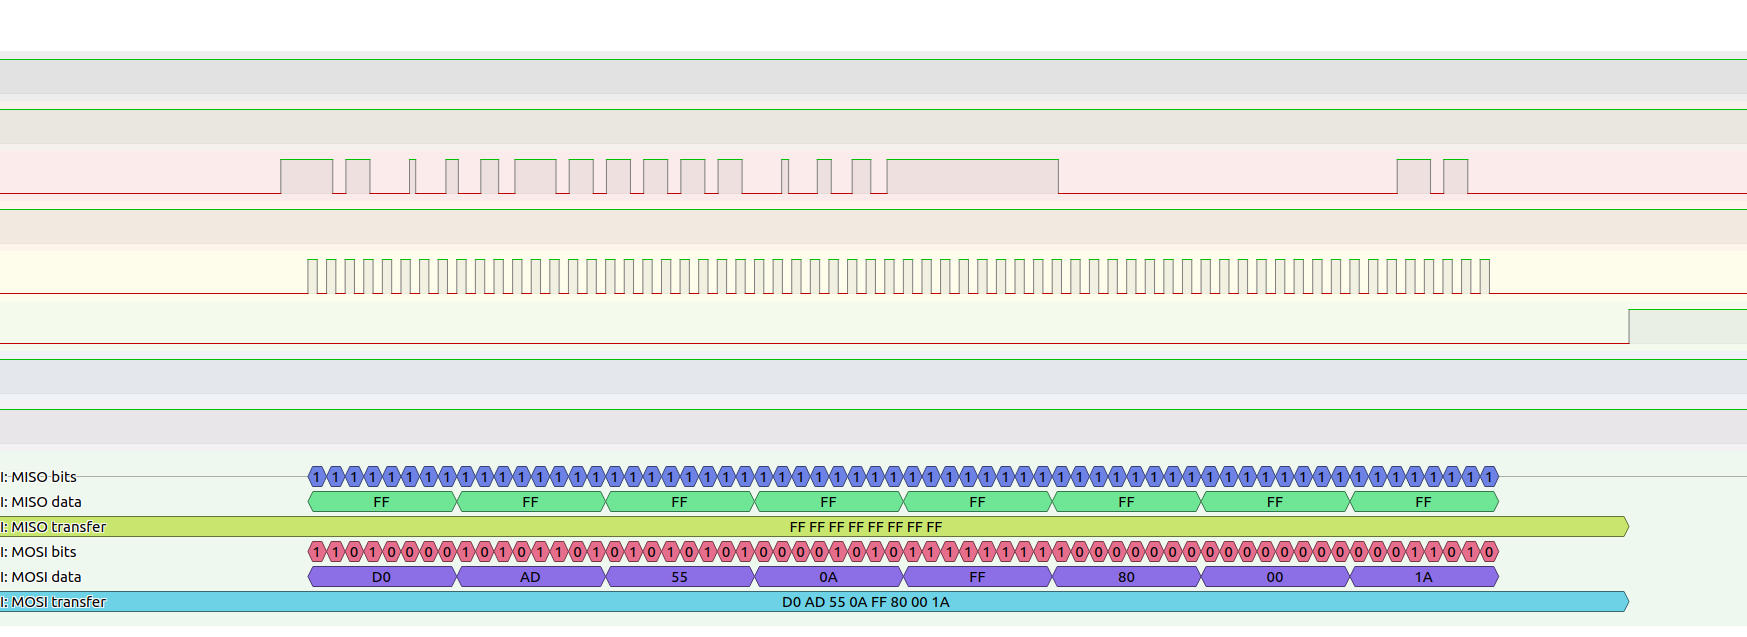 I: MISO bits 1 1 1 1 1 1 1 1 1 1 1 1 1 1 1 1 1 1 1 1 1 1 1 1 1 1 1 1 1 1 1 1 1 1 1 1 1 1 1 1 1 1 1 1 1 1 1 1 1 1 1 1 1 1 1 1 1 1 1 1 1 1 1 1
I: MISO data FF FF FF FF FF FF FF FF
I: MISO transfer FF FF FF FF FF FF FF FF
I: MOSI bits 1 1 0 1 0 0 0 0 1 0 1 0 1 1 0 1 0 1 0 1 0 1 0 1 0 0 0 0 1 0 1 0 1 1 1 1 1 1 1 1 1 0 0 0 0 0 0 0 0 0 0 0 0 0 0 0 0 0 0 1 1 0 1 0
I: MOSI data D0 AD 55 0A FF 80 00 1A
I: MOSI transfer D0 AD 55 0A FF 80 00 1A